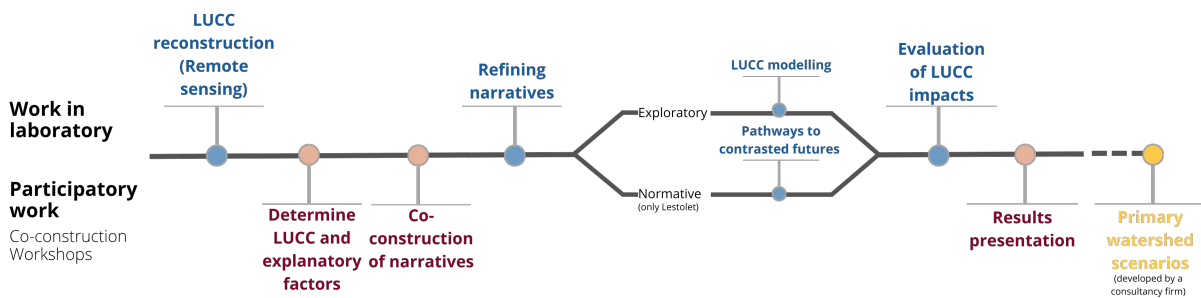 LUCC
reconstruction
(Remote
sensing)
Refining
narratives
LUCC modelling
Evaluation
of LUCC
impacts
Work in
laboratory
Exploratory
Pathways to
contrasted futures
Participatory
work
Co-construction
Workshops
Normative
(only Lestolet)
Determine
LUCC and
explanatory
factors
Co-
construction
of narratives
Results
presentation
Primary
watershed
scenarios
(developed by a
consultancy firm)